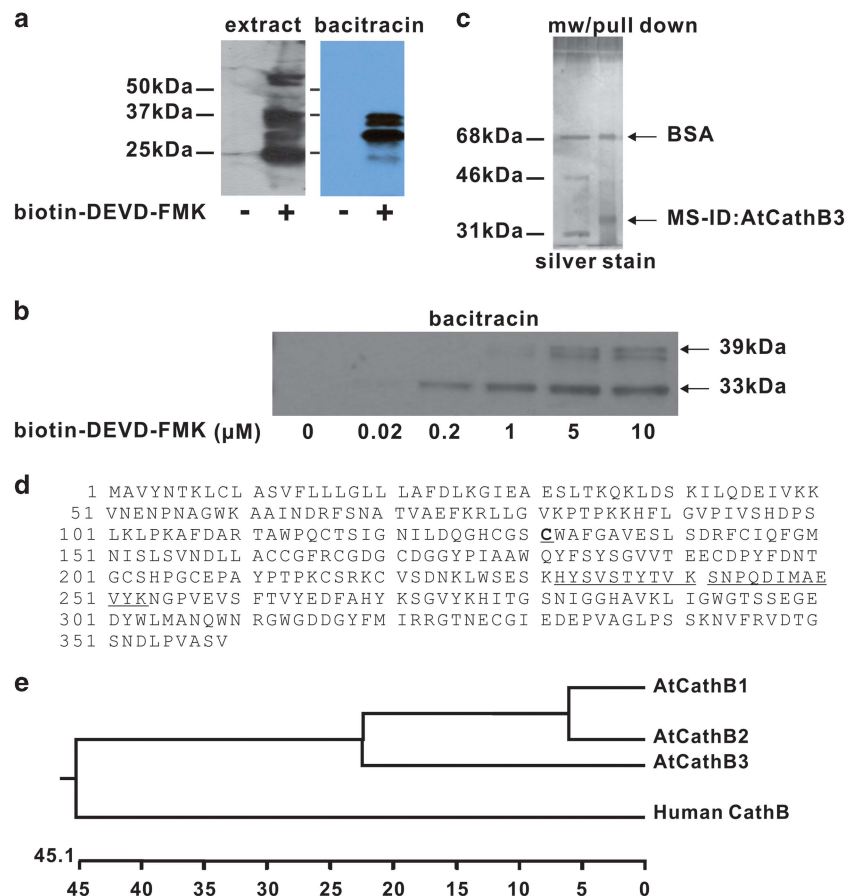 a
extract bacitracin
50kDa
37kDa
25kDa
biotin-DEVD-FMK - + - +
c
mw/pull down
68kDa
46kDa
31kDa
BSA
MS-ID:AtCathB3
silver stain
b
bacitracin
39kDa
33kDa
biotin-DEVD-FMK (µM) 0 0.02 0.2 1 5 10
d
1 MAVYNTKLCL ASVFLLLGLL LAFDLKGIEA ESLTKQKLDS KILQDEIVKK
51 VNENPNAGWK AAINDRFSNA TVAEFKRLLG VKPTPKKHFL GVPIVSHDPS
101 LKLPKAFDAR TAWPQCTSIG NILDQGHCGS CWAFGAVESL SDRFCIQFGM
151 NISLSVNDLL ACCGFRCGDG CDGGYPIAAW QYFSYSGVVT EECDPYFDNT
201 GCSHPGCEPA YPTPKCSRKC VSDNKLWSES KHYSVSTYTV K SNPQDIMAE
251 VYKNGPVEVS FTVYEDFAHY KSGVYKHITG SNIGGHAVKL IGWGTSSEGE
301 DYWLMANQWN RGWGDDGYFM IRRGTNECGI EDEPVAGLPS SKNVFRVDTG
351 SNDLPVASV
e
AtCathB1
AtCathB2
AtCathB3
Human CathB
45.1
45 40 35 30 25 20 15 10 5 0